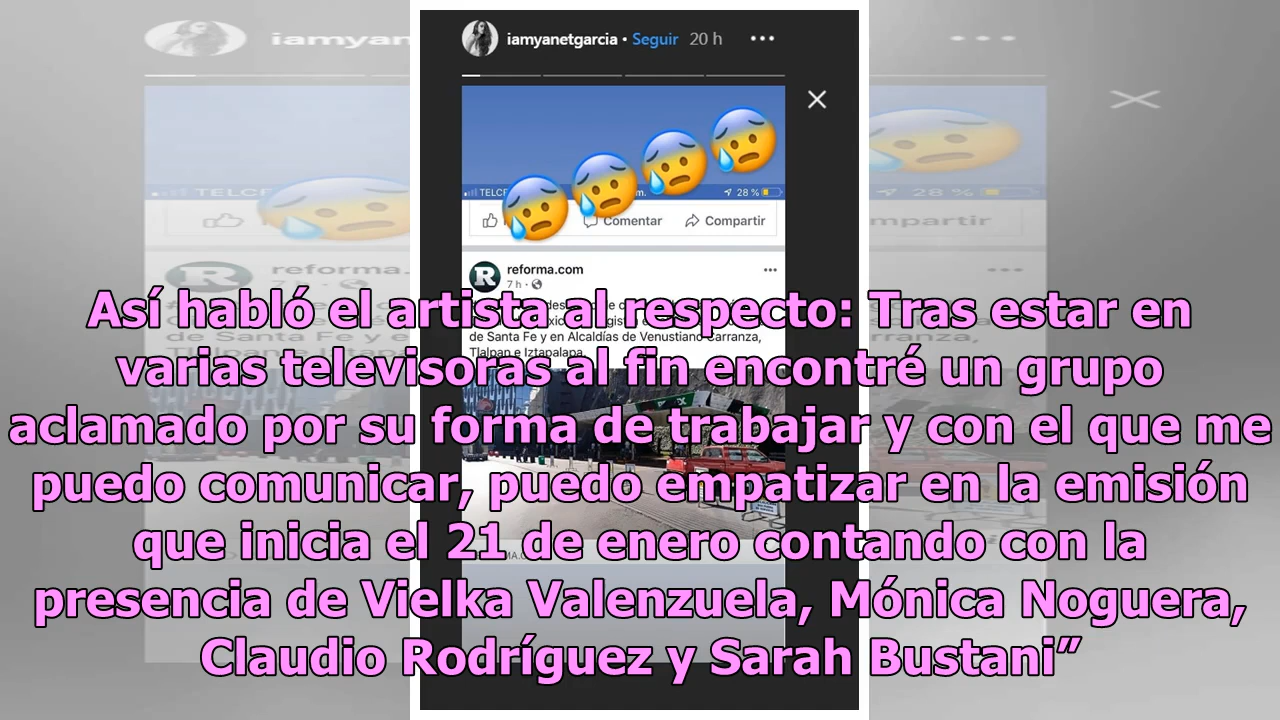 iamyanetgarcia • Seguir 20 h
TELCE m. 28 %
Comentar Compartir
reforma.com
7 h
de Santa Fe y en Alcaldías de Venustiano Carranza,
Tlalpan e Iztapalapa.
Así habló el artista al respecto: Tras estar en
varias televisoras al fin encontré un grupo
aclamado por su forma de trabajar y con el que me
puedo comunicar, puedo empatizar en la emisión
que inicia el 21 de enero contando con la
presencia de Vielka Valenzuela, Mónica Noguera,
Claudio Rodríguez y Sarah Bustani”